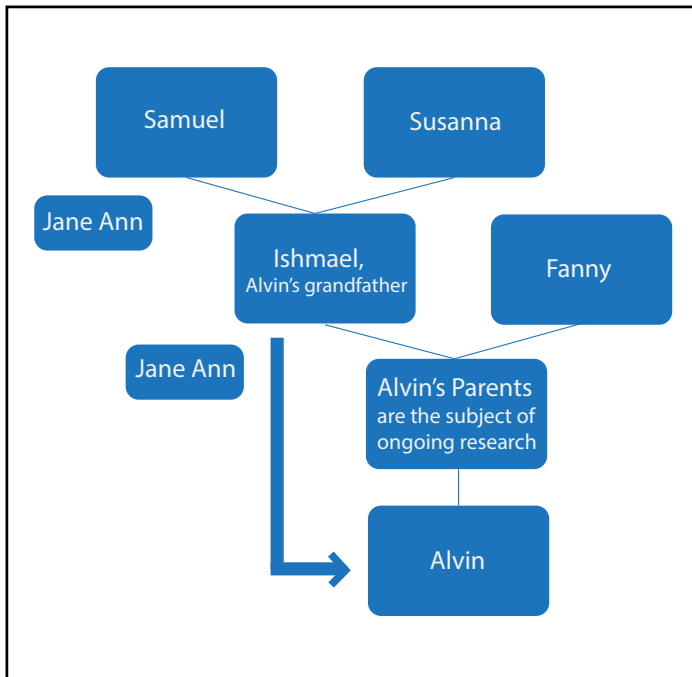 Samuel
Susanna
Jane Ann
Ishmael,
Alvin’s grandfather
Fanny
Jane Ann
Alvin’s Parents
are the subject of
ongoing research
Alvin